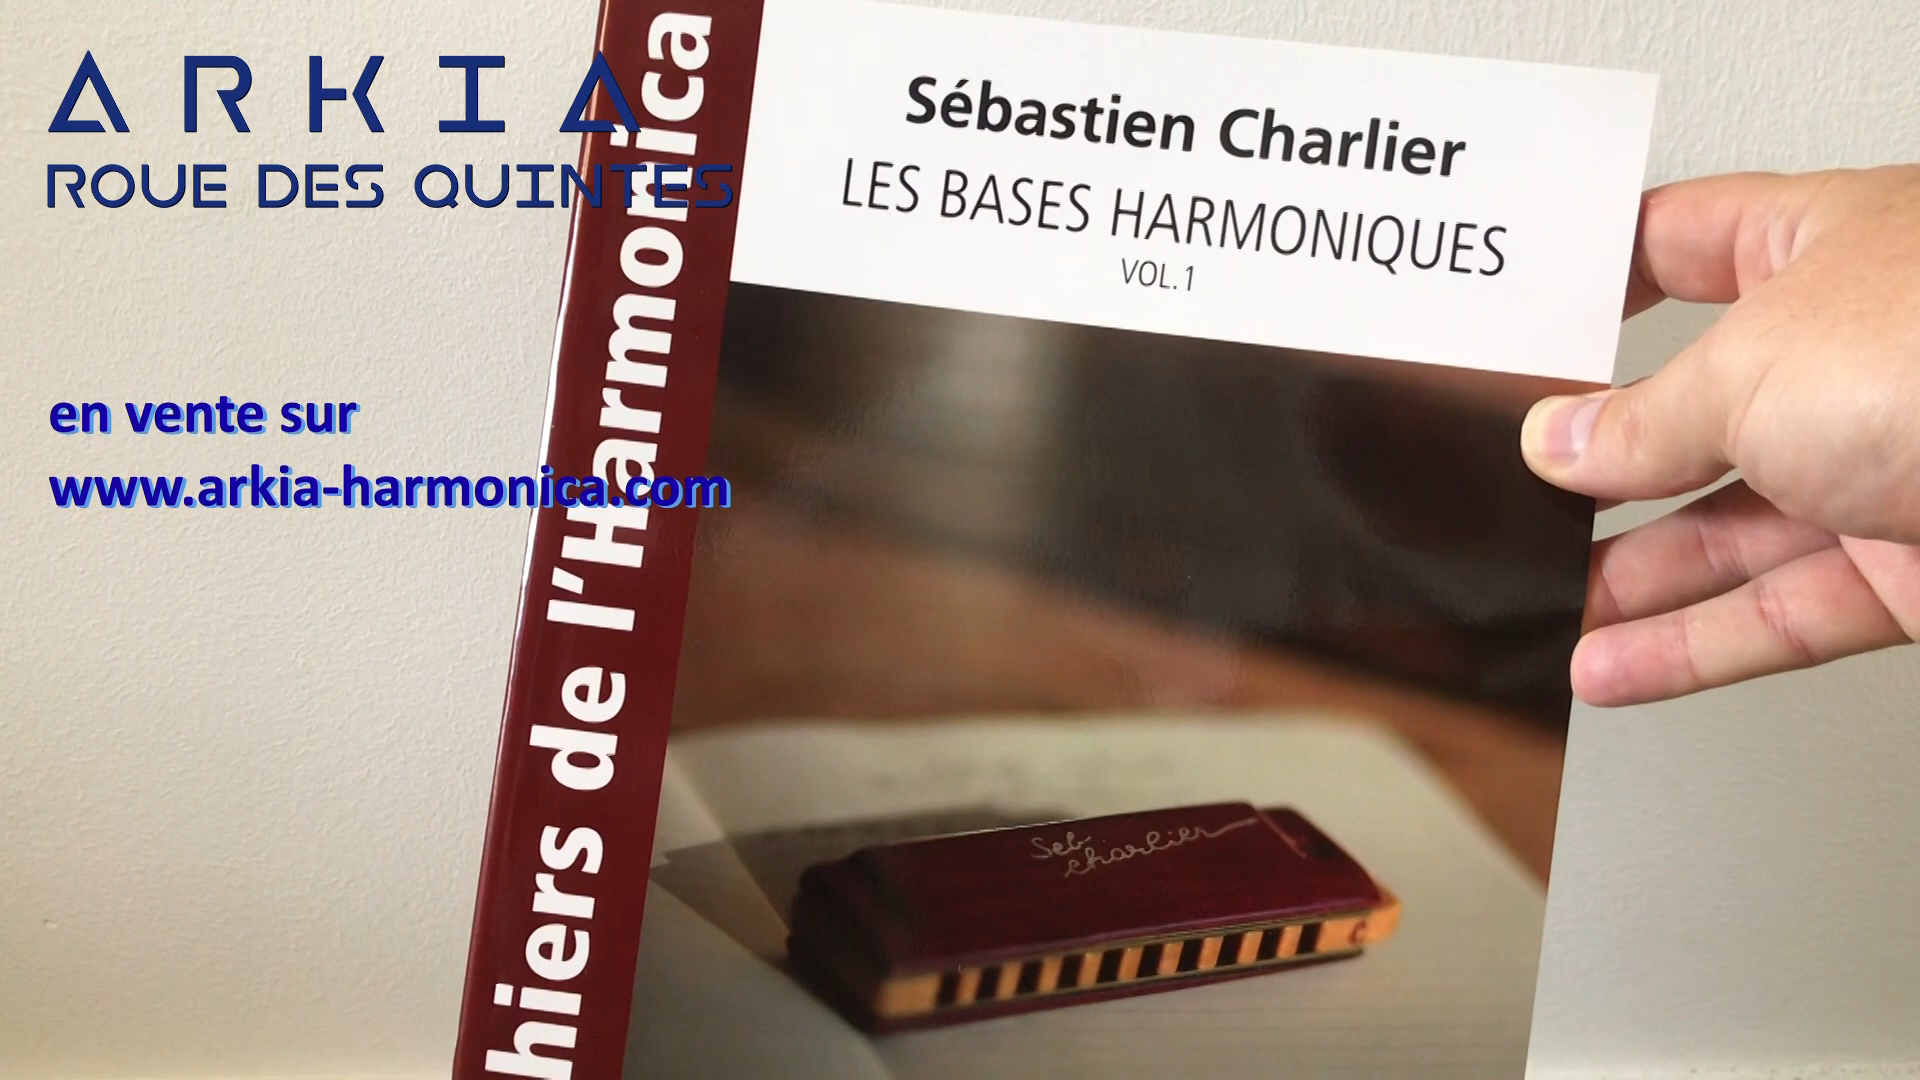 ARKIA
ROUE DES QUINTES
en vente sur
www.arkia-harmonica.com
hiers de l'Harmonica
Sébastien Charlier
LES BASES HARMONIQUES
VOL.1
Seb
Charlier
C